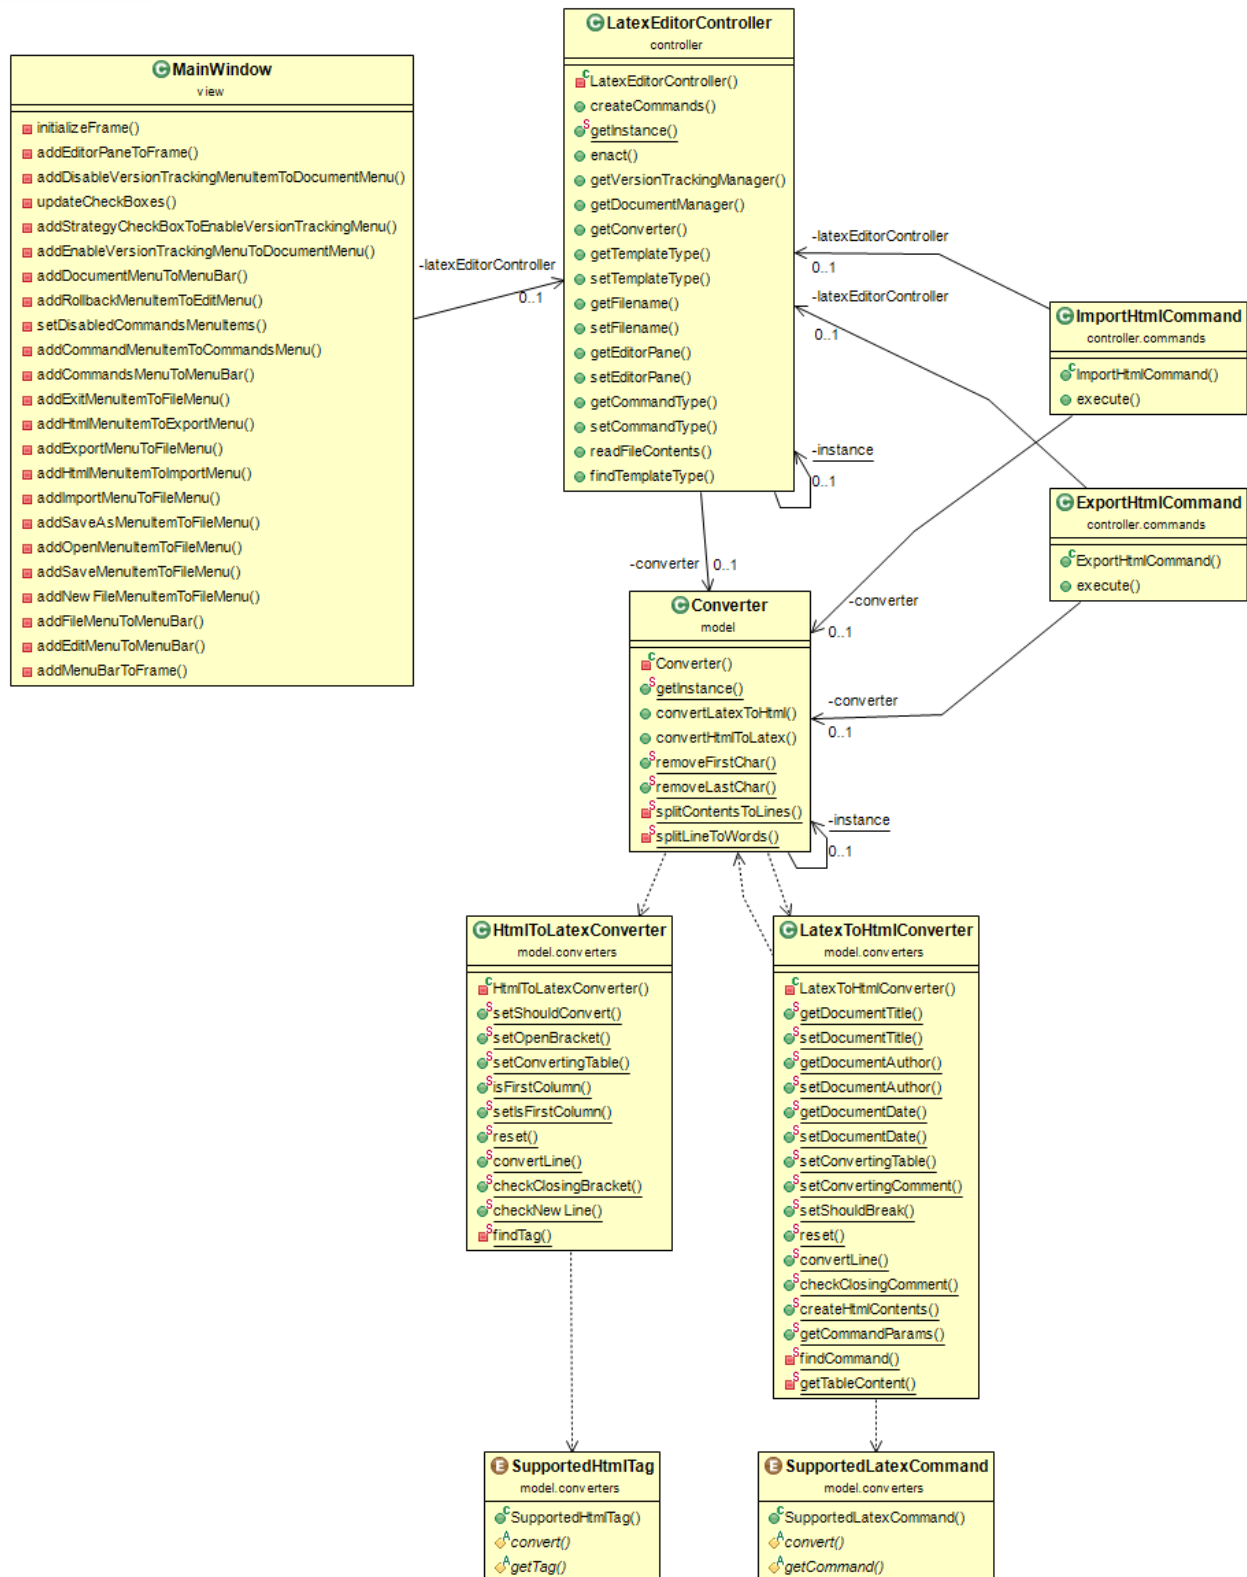 LatexEditorController
controller
LatexEditorController()
createCommands()
getInstance()
enact()
getVersionTrackingManager()
getDocumentManager()
getConverter()
getTemplateType()
setTemplateType()
getFilename()
setFilename()
getEditorPane()
setEditorPane()
getCommandType()
setCommandType()
readFileContents()
findTemplateType()
MainWindow
view
initializeFrame()
addEditorPaneToFrame()
addDisableVersionTrackingMenuItemToDocumentMenu()
updateCheckBoxes()
addStrategyCheckBoxToEnableVersionTrackingMenu()
addEnableVersionTrackingMenuToDocumentMenu()
addDocumentMenuToMenuBar()
addRollbackMenuItemToEditMenu()
setDisabledCommandsMenuItems()
addCommandMenuItemToCommandsMenu()
addCommandsMenuToMenuBar()
addExitMenuItemToFileMenu()
addHtmlMenuItemToExportMenu()
addExportMenuToFileMenu()
addHtmlMenuItemToImportMenu()
addImportMenuToFileMenu()
addSaveAsMenuItemToFileMenu()
addOpenMenuItemToFileMenu()
addSaveMenuItemToFileMenu()
addNewFileMenuItemToFileMenu()
addFileMenuToMenuBar()
addEditMenuToMenuBar()
addMenuBarToFrame()
-latexEditorController
0..1
-latexEditorController
0..1
-latexEditorController
0..1
ImportHtmlCommand
controller.commands
ImportHtmlCommand()
execute()
-instance
0..1
ExportHtmlCommand
controller.commands
ExportHtmlCommand()
execute()
-converter 0..1
Converter
model
Converter()
getInstance()
convertLatexToHtml()
convertHtmlToLatex()
removeFirstChar()
removeLastChar()
splitContentsToLines()
splitLineToWords()
-converter
0..1
-converter
0..1
-instance
0..1
HtmlToLatexConverter
model.converters
HtmlToLatexConverter()
setShouldConvert()
setOpenBracket()
setConvertingTable()
isFirstColumn()
setIsFirstColumn()
reset()
convertLine()
checkClosingBracket()
checkNewLine()
findTag()
LatexToHtmlConverter
model.converters
LatexToHtmlConverter()
getDocumentTitle()
setDocumentTitle()
getDocumentAuthor()
setDocumentAuthor()
getDocumentDate()
setDocumentDate()
setConvertingTable()
setConvertingComment()
setShouldBreak()
reset()
convertLine()
checkClosingComment()
createHtmlContents()
getCommandParams()
findCommand()
getTableContent()
SupportedHtmlTag
model.converters
SupportedHtmlTag()
convert()
getTag()
SupportedLatexCommand
model.converters
SupportedLatexCommand()
convert()
getCommand()